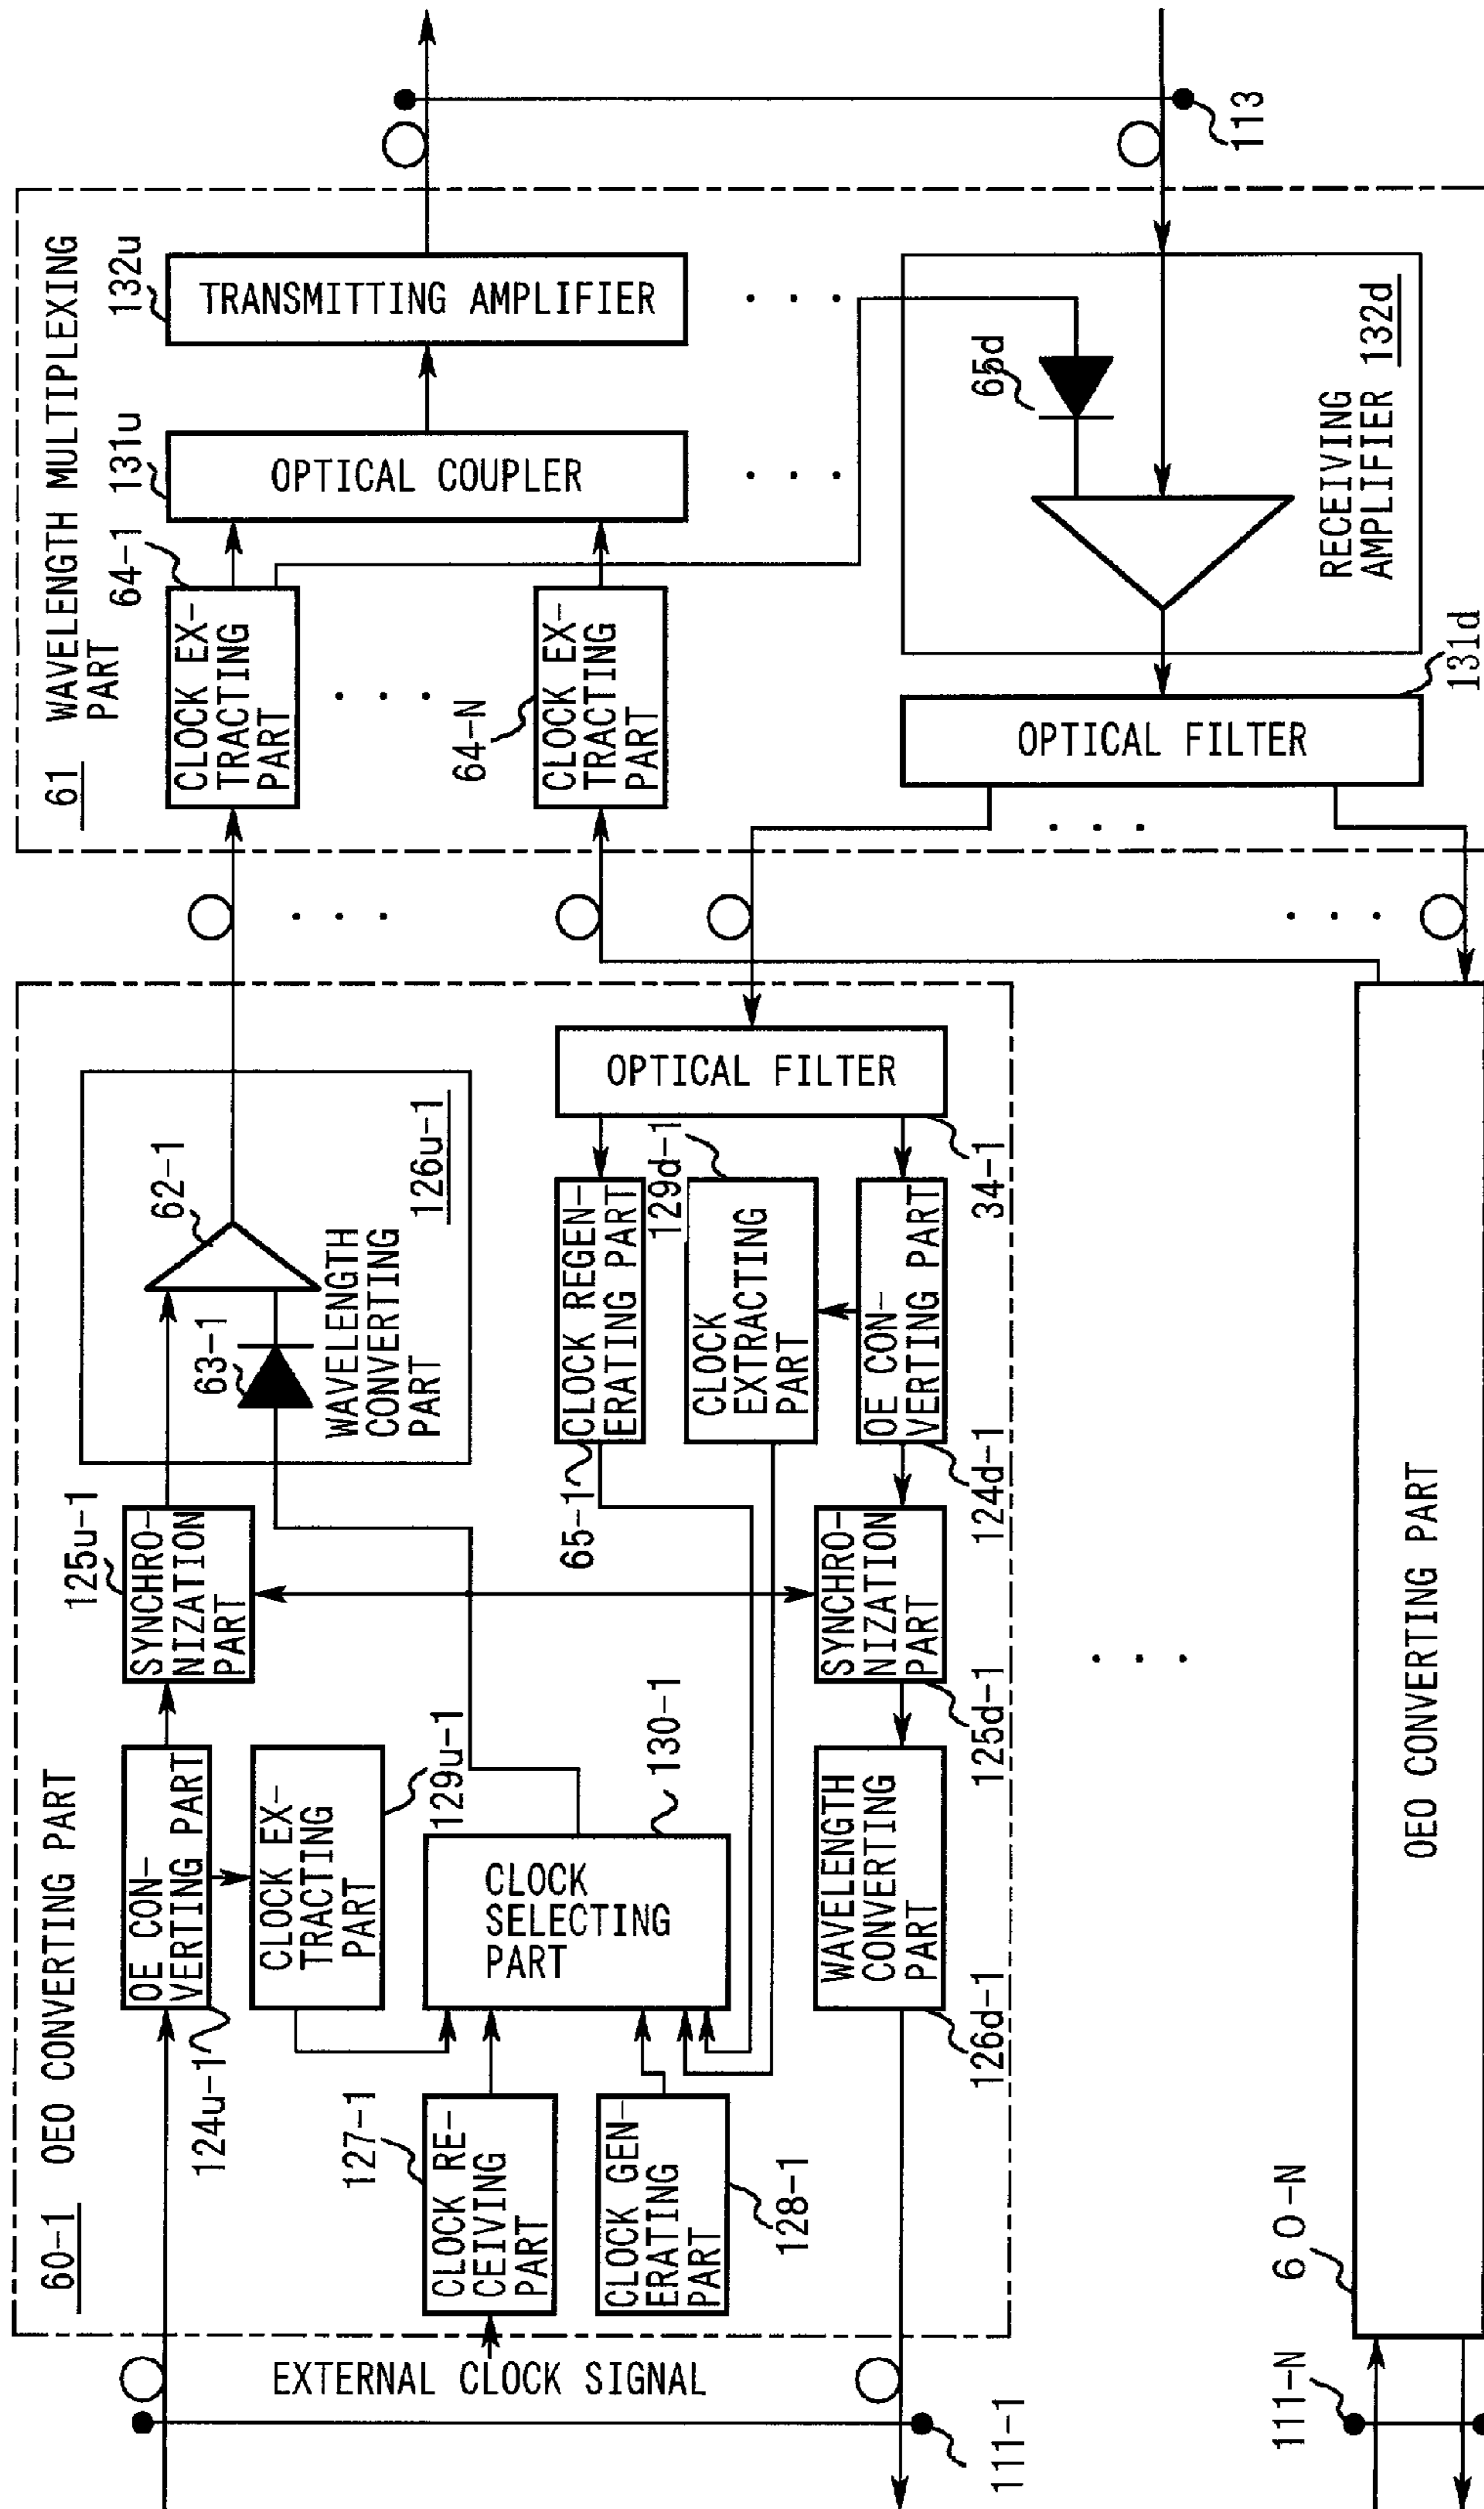 60-1 OEO CONVERTING PART
124u-1
OE CON-
VERTING PART
125u-1
SYNCHRO-
NIZATION
PART
62-1
63-1
WAVELENGTH
CONVERTING
PART
126u-1
CLOCK EX-
TRACTING
PART
129u-1
127-1
CLOCK RE-
CEIVING
PART
EXTERNAL CLOCK SIGNAL
CLOCK
SELECTING
PART
130-1
CLOCK GEN-
ERATING
PART
128-1
65-1
CLOCK REGEN-
ERATING PART
129d-1
CLOCK
EXTRACTING
PART
OPTICAL FILTER
34-1
OE CON-
VERTING PART
124d-1
SYNCHRO-
NIZATION
PART
125d-1
WAVELENGTH
CONVERTING
PART
126d-1
111-1
60-N
OEO CONVERTING PART
111-N
61 WAVELENGTH MULTIPLEXING
PART
64-1
CLOCK EX-
TRACTING
PART
64-N
CLOCK EX-
TRACTING
PART
131u
OPTICAL COUPLER
132u
TRANSMITTING AMPLIFIER
65d
RECEIVING
AMPLIFIER 132d
OPTICAL FILTER
131d
113